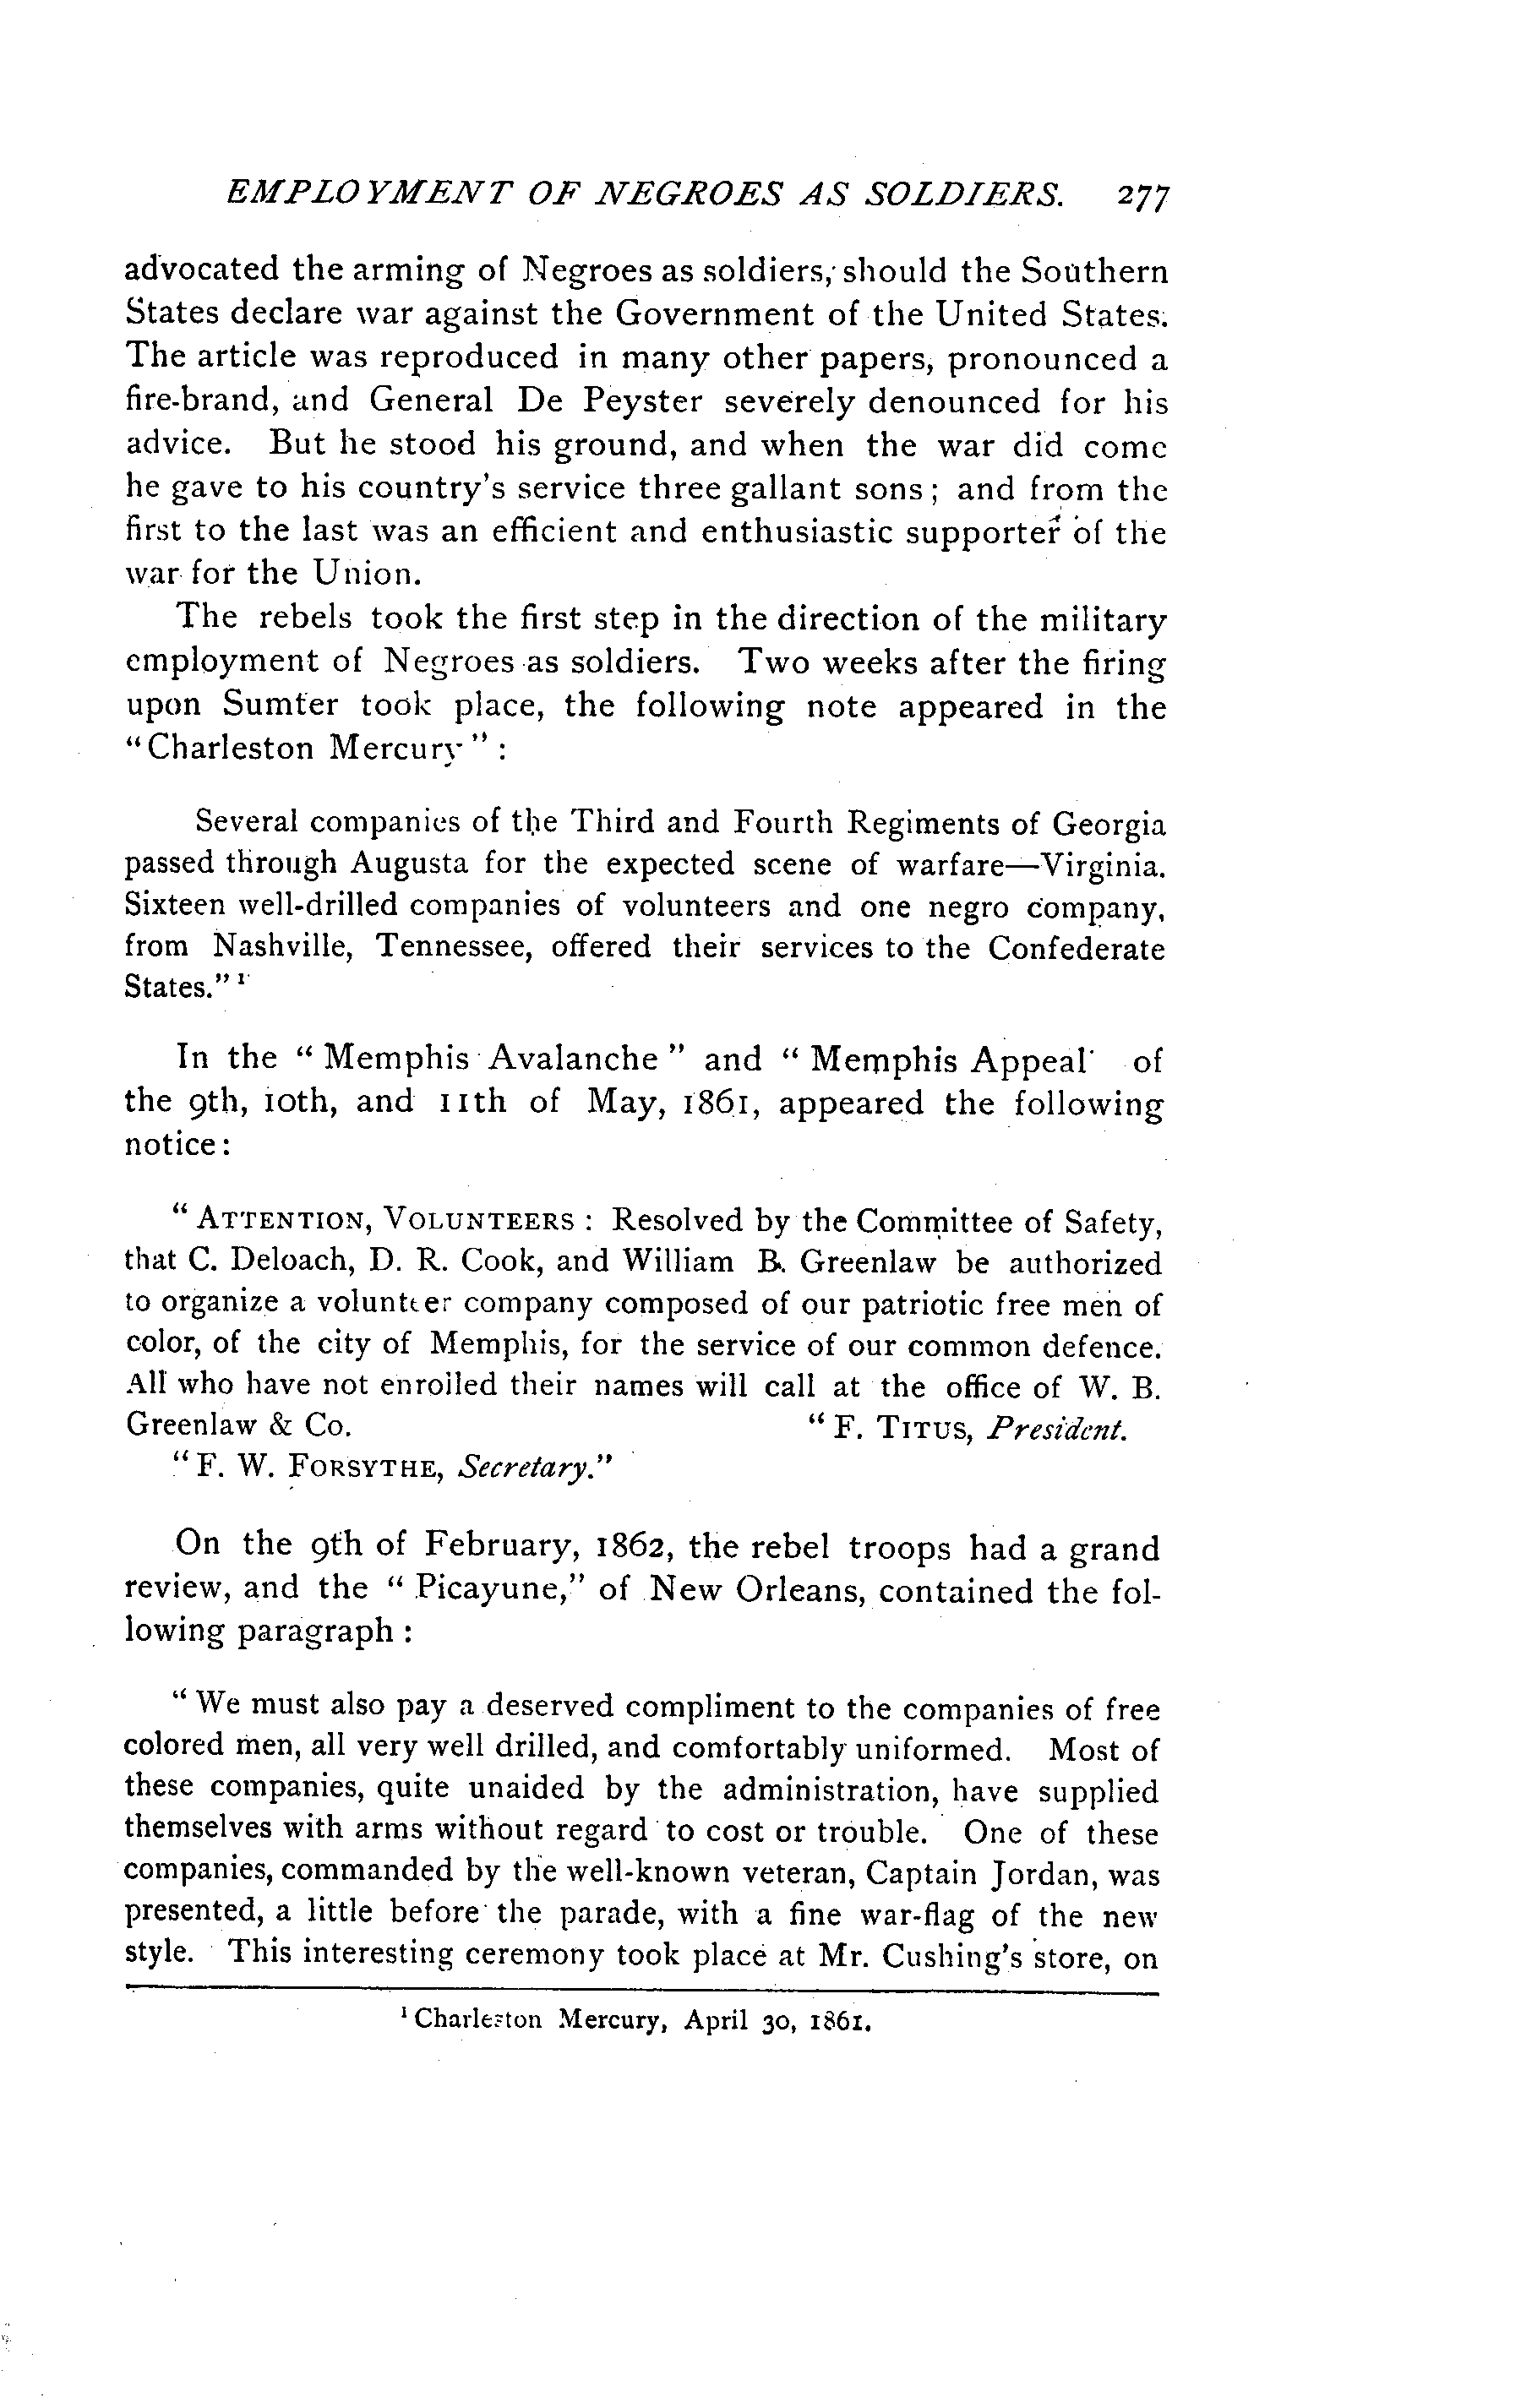 EMPLOYMENT OF NEGROES AS SOLDIERS. 277
advocated the arming of Negroes as soldiers, should the Southern
States declare war against the Government of the United States.
The article was reproduced in many other papers, pronounced a
fire-brand, and General De Peyster severely denounced for his
advice. But he stood his ground, and when the war did come
he gave to his country's service three gallant sons; and from the
first to the last was an efficient and enthusiastic supporter of the
war for the Union.
The rebels took the first step in the direction of the military
employment of Negroes as soldiers. Two weeks after the firing
upon Sumter took place, the following note appeared in the
"Charleston Mercury":
Several companies of the Third and Fourth Regiments of Georgia
passed through Augusta for the expected scene of warfare—Virginia.
Sixteen well-drilled companies of volunteers and one negro company,
from Nashville, Tennessee, offered their services to the Confederate
States." 1
In the "Memphis Avalanche" and "Memphis Appeal' of
the 9th, 10th, and 11th of May, 1861, appeared the following
notice:
"ATTENTION, VOLUNTEERS: Resolved by the Committee of Safety,
that C. Deloach, D. R. Cook, and William B. Greenlaw be authorized
to organize a volunteer company composed of our patriotic free men of
color, of the city of Memphis, for the service of our common defence.
All who have not enrolled their names will call at the office of W. B.
Greenlaw & Co. "F. TITUS, President.
"F. W. FORSYTHE, Secretary."
On the 9th of February, 1862, the rebel troops had a grand
review, and the "Picayune," of New Orleans, contained the fol-
lowing paragraph:
"We must also pay a deserved compliment to the companies of free
colored men, all very well drilled, and comfortably uniformed. Most of
these companies, quite unaided by the administration, have supplied
themselves with arms without regard to cost or trouble. One of these
companies, commanded by the well-known veteran, Captain Jordan, was
presented, a little before the parade, with a fine war-flag of the new
style. This interesting ceremony took place at Mr. Cushing's store, on
1 Charleston Mercury, April 30, 1861.